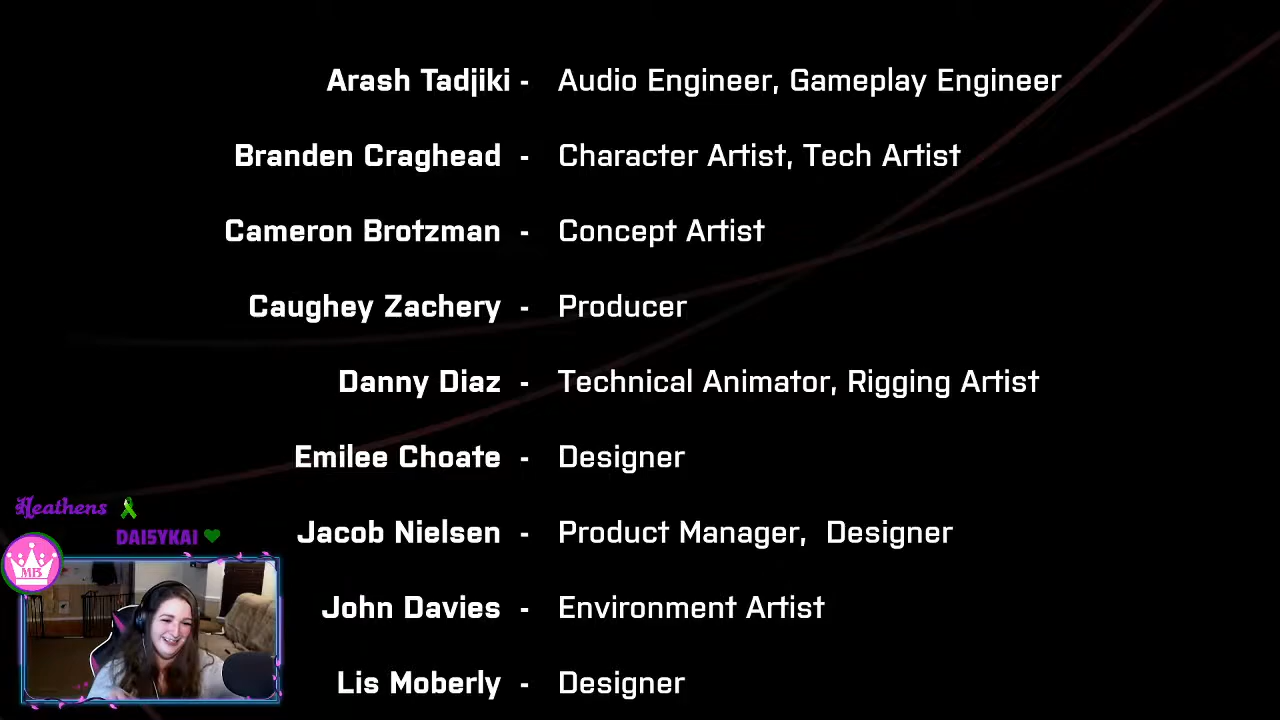 Arash Tadjiki - Audio Engineer, Gameplay Engineer
Branden Craghead - Character Artist, Tech Artist
Cameron Brotzman - Concept Artist
Caughey Zachery - Producer
Danny Diaz - Technical Animator, Rigging Artist
Emilee Choate - Designer
Heathens
DAI5YKAI
Jacob Nielsen - Product Manager, Designer
MB
John Davies - Environment Artist
Lis Moberly - Designer